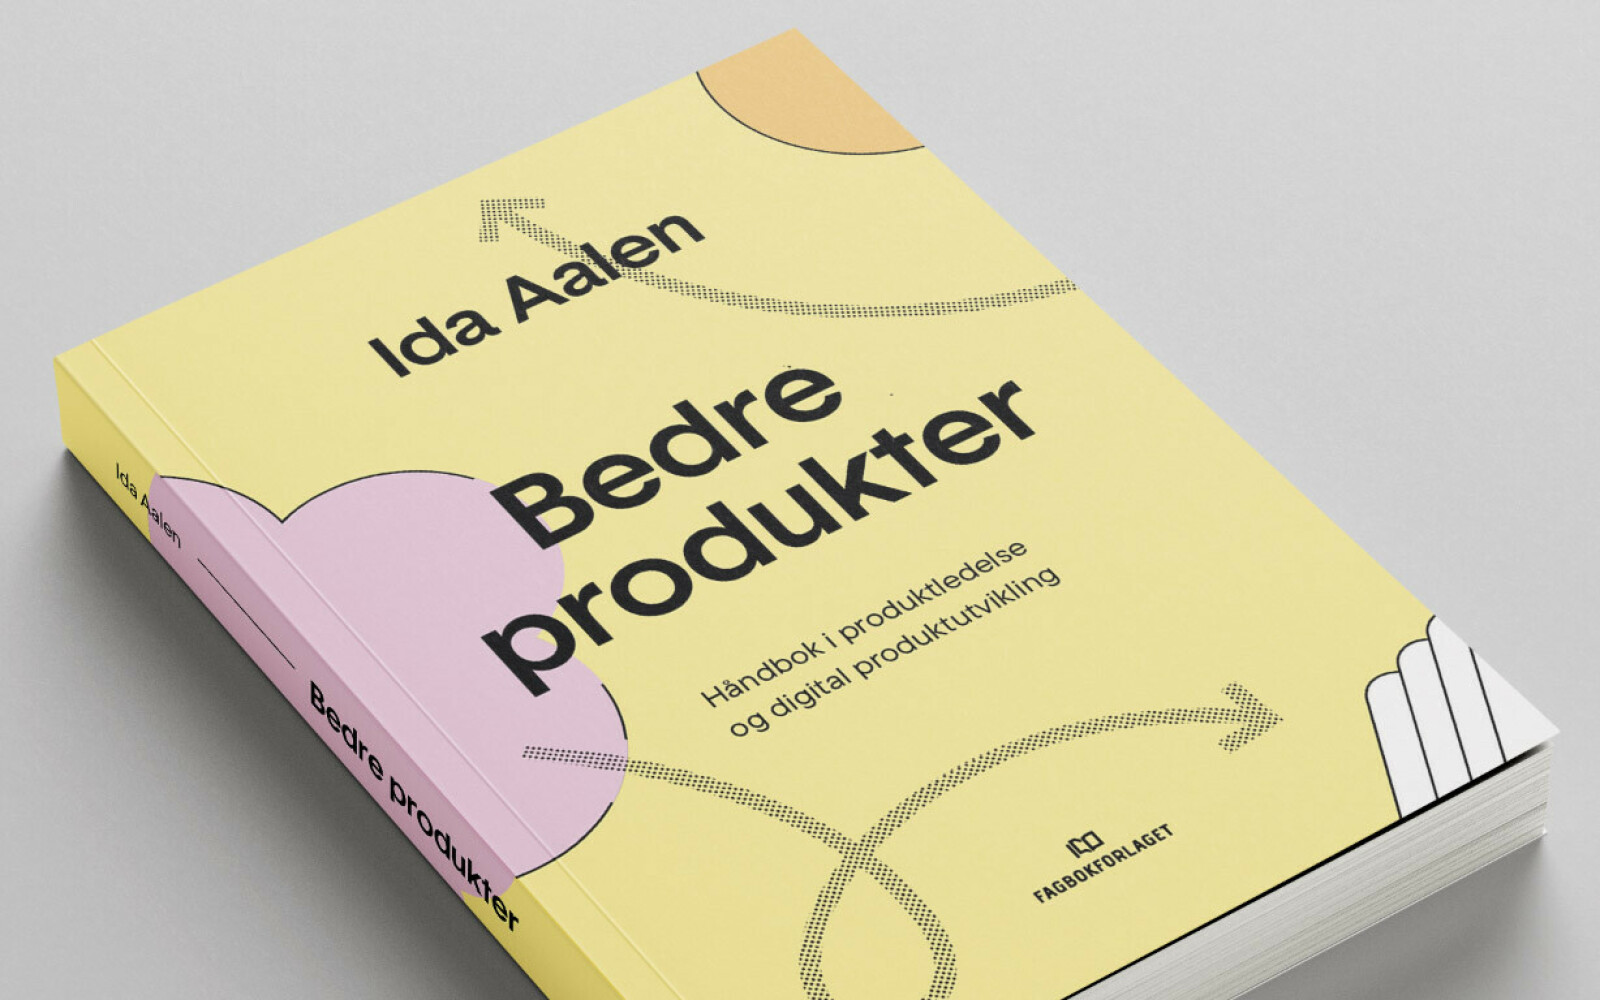 Ida Aalen
Bedre
produkter
Håndbok i produktledelse
og digital produktutvikling
FAGBOKFORLAGET
Ida Aalen
Bedre produkter